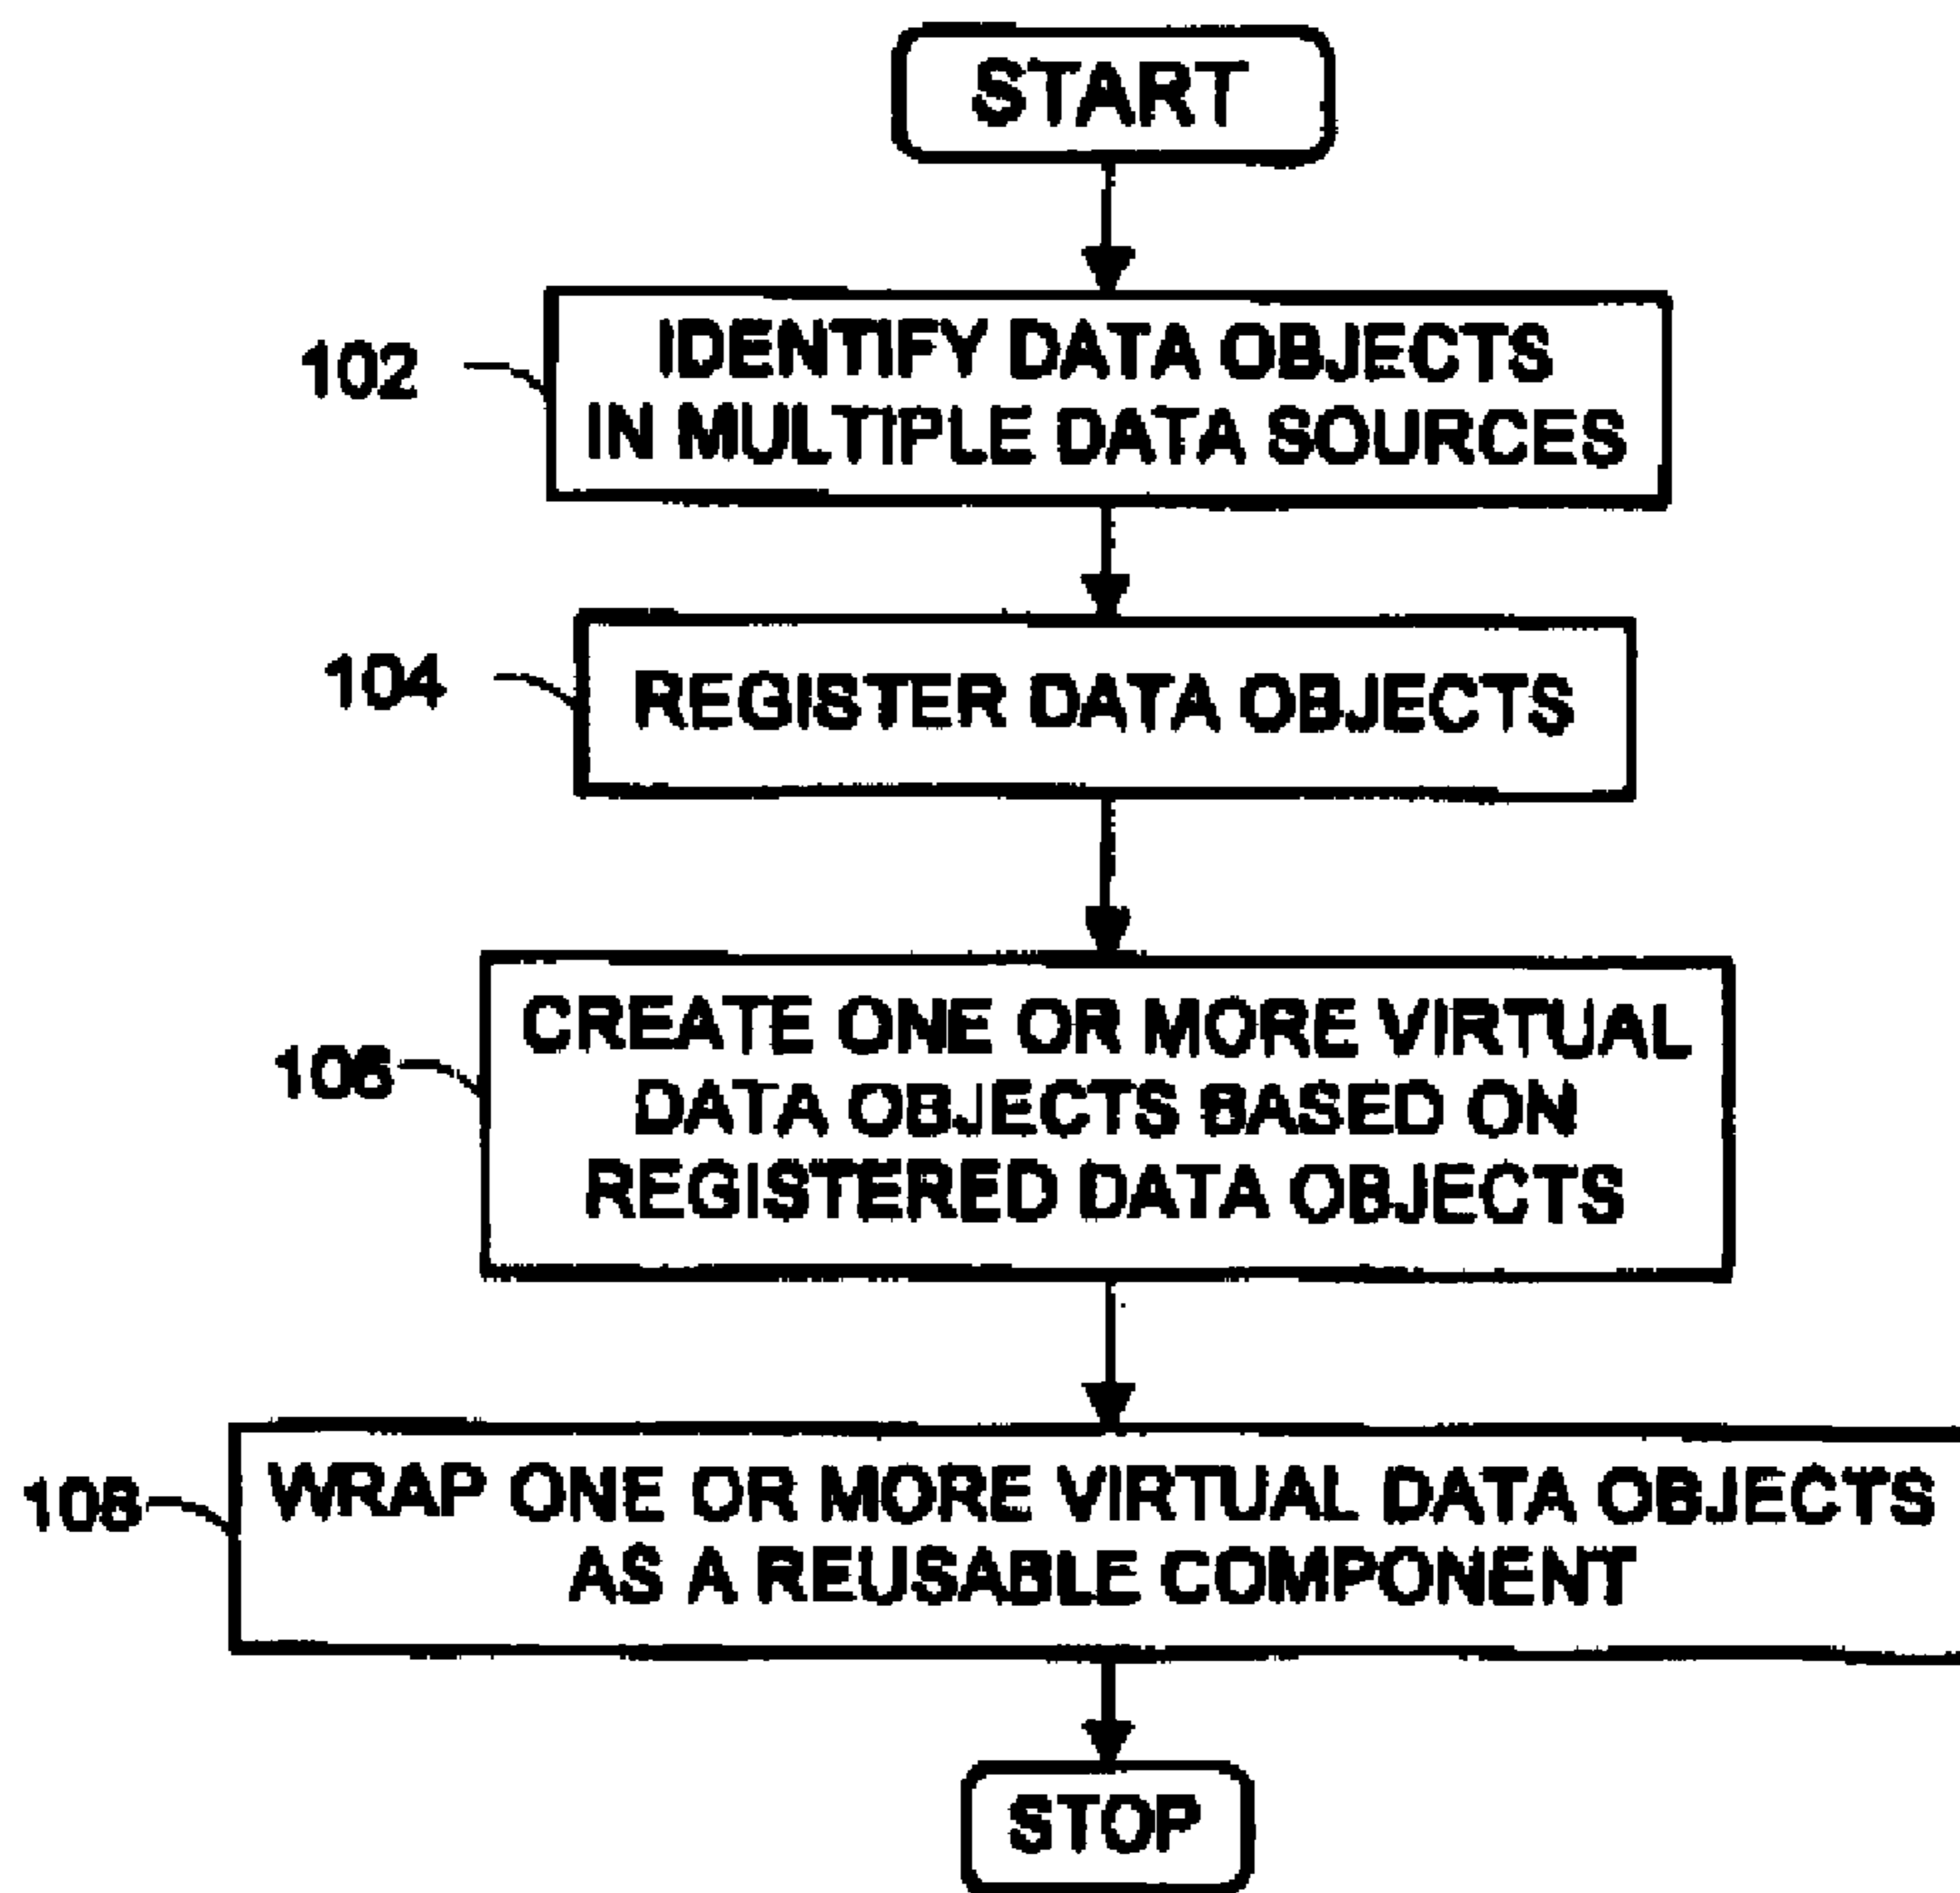 START
102
IDENTIFY DATA OBJECTS
IN MULTIPLE DATA SOURCES
104
REGISTER DATA OBJECTS
106
CREATE ONE OR MORE VIRTUAL
DATA OBJECTS BASED ON
REGISTERED DATA OBJECTS
108
WRAP ONE OR MORE VIRTUAL DATA OBJECTS
AS A REUSABLE COMPONENT
STOP